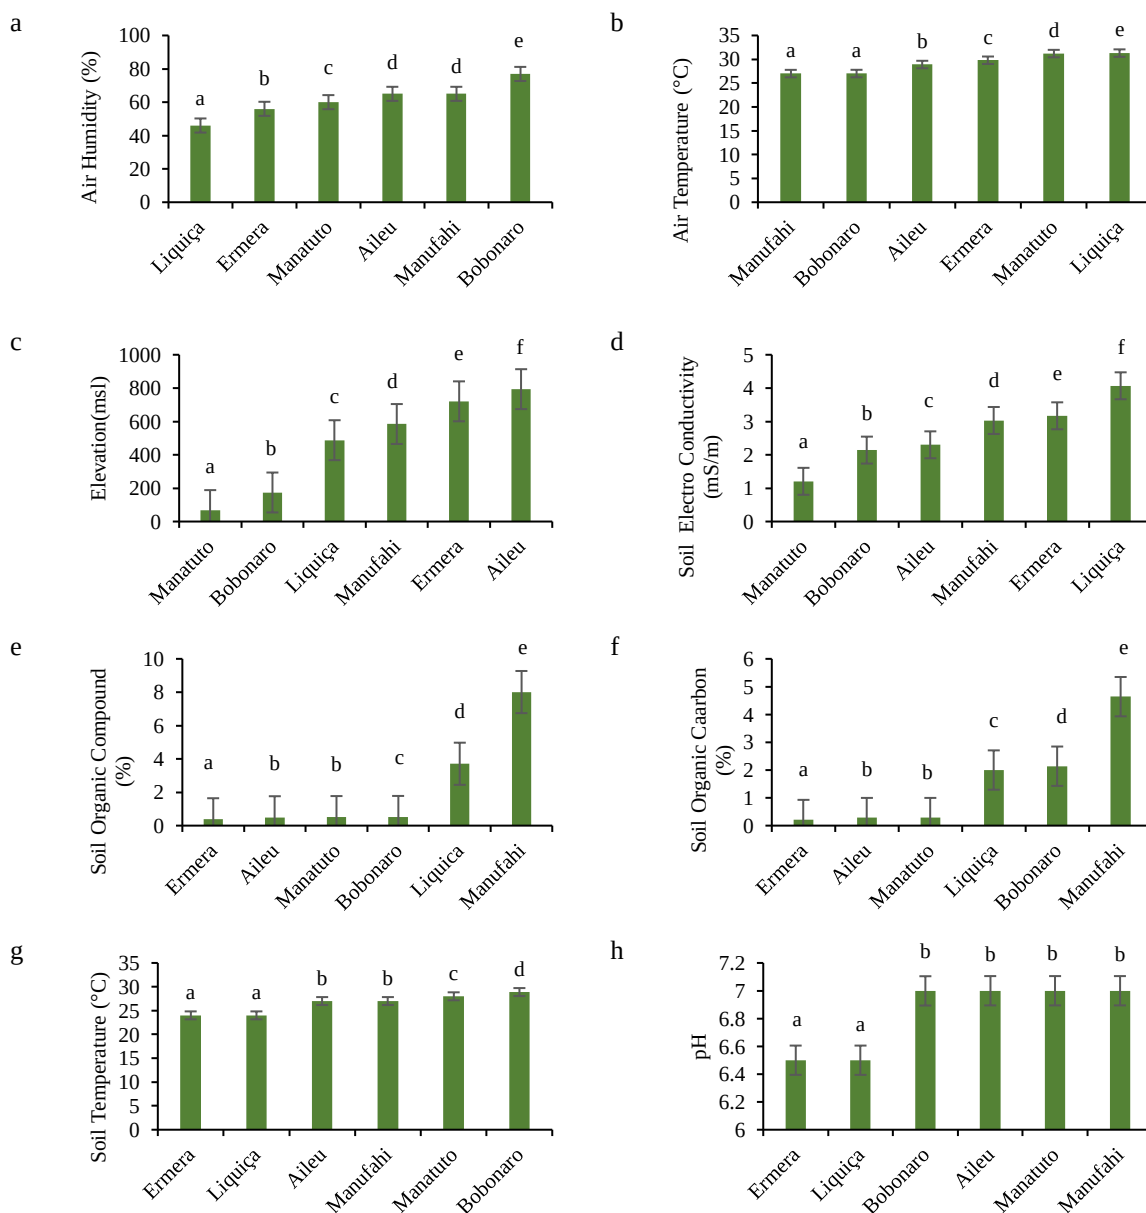 a
Air Humidity (%)
100
80
60
40
20
0
a
b
c
d
d
e
Liquiça
Ermera
Manatuto
Aileu
Manufahi
Bobonaro
b
Air Temperature (°C)
35
30
25
20
15
10
5
0
a
a
b
c
d
e
Manufahi
Bobonaro
Aileu
Ermera
Manatuto
Liquiça
c
Elevation(msl)
1000
800
600
400
200
0
a
b
c
d
e
f
Manatuto
Bobonaro
Liquiça
Manufahi
Ermera
Aileu
d
Soil Electro Conductivity
(mS/m)
5
4
3
2
1
0
a
b
c
d
e
f
Manatuto
Bobonaro
Aileu
Manufahi
Ermera
Liquiça
e
Soil Organic Compound
(%)
10
8
6
4
2
0
a
b
b
c
d
e
Ermera
Aileu
Manatuto
Bobonaro
Liquica
Manufahi
f
Soil Organic Caarbon
(%)
6
5
4
3
2
1
0
a
b
b
c
d
e
Ermera
Aileu
Manatuto
Liquiça
Bobonaro
Manufahi
g
Soil Temperature (°C)
35
30
25
20
15
10
5
0
a
a
b
b
c
d
Ermera
Liquiça
Aileu
Manufahi
Manatuto
Bobonaro
h
pH
7.2
7
6.8
6.6
6.4
6.2
6
a
a
b
b
b
b
Ermera
Liquiça
Bobonaro
Aileu
Manatuto
Manufahi